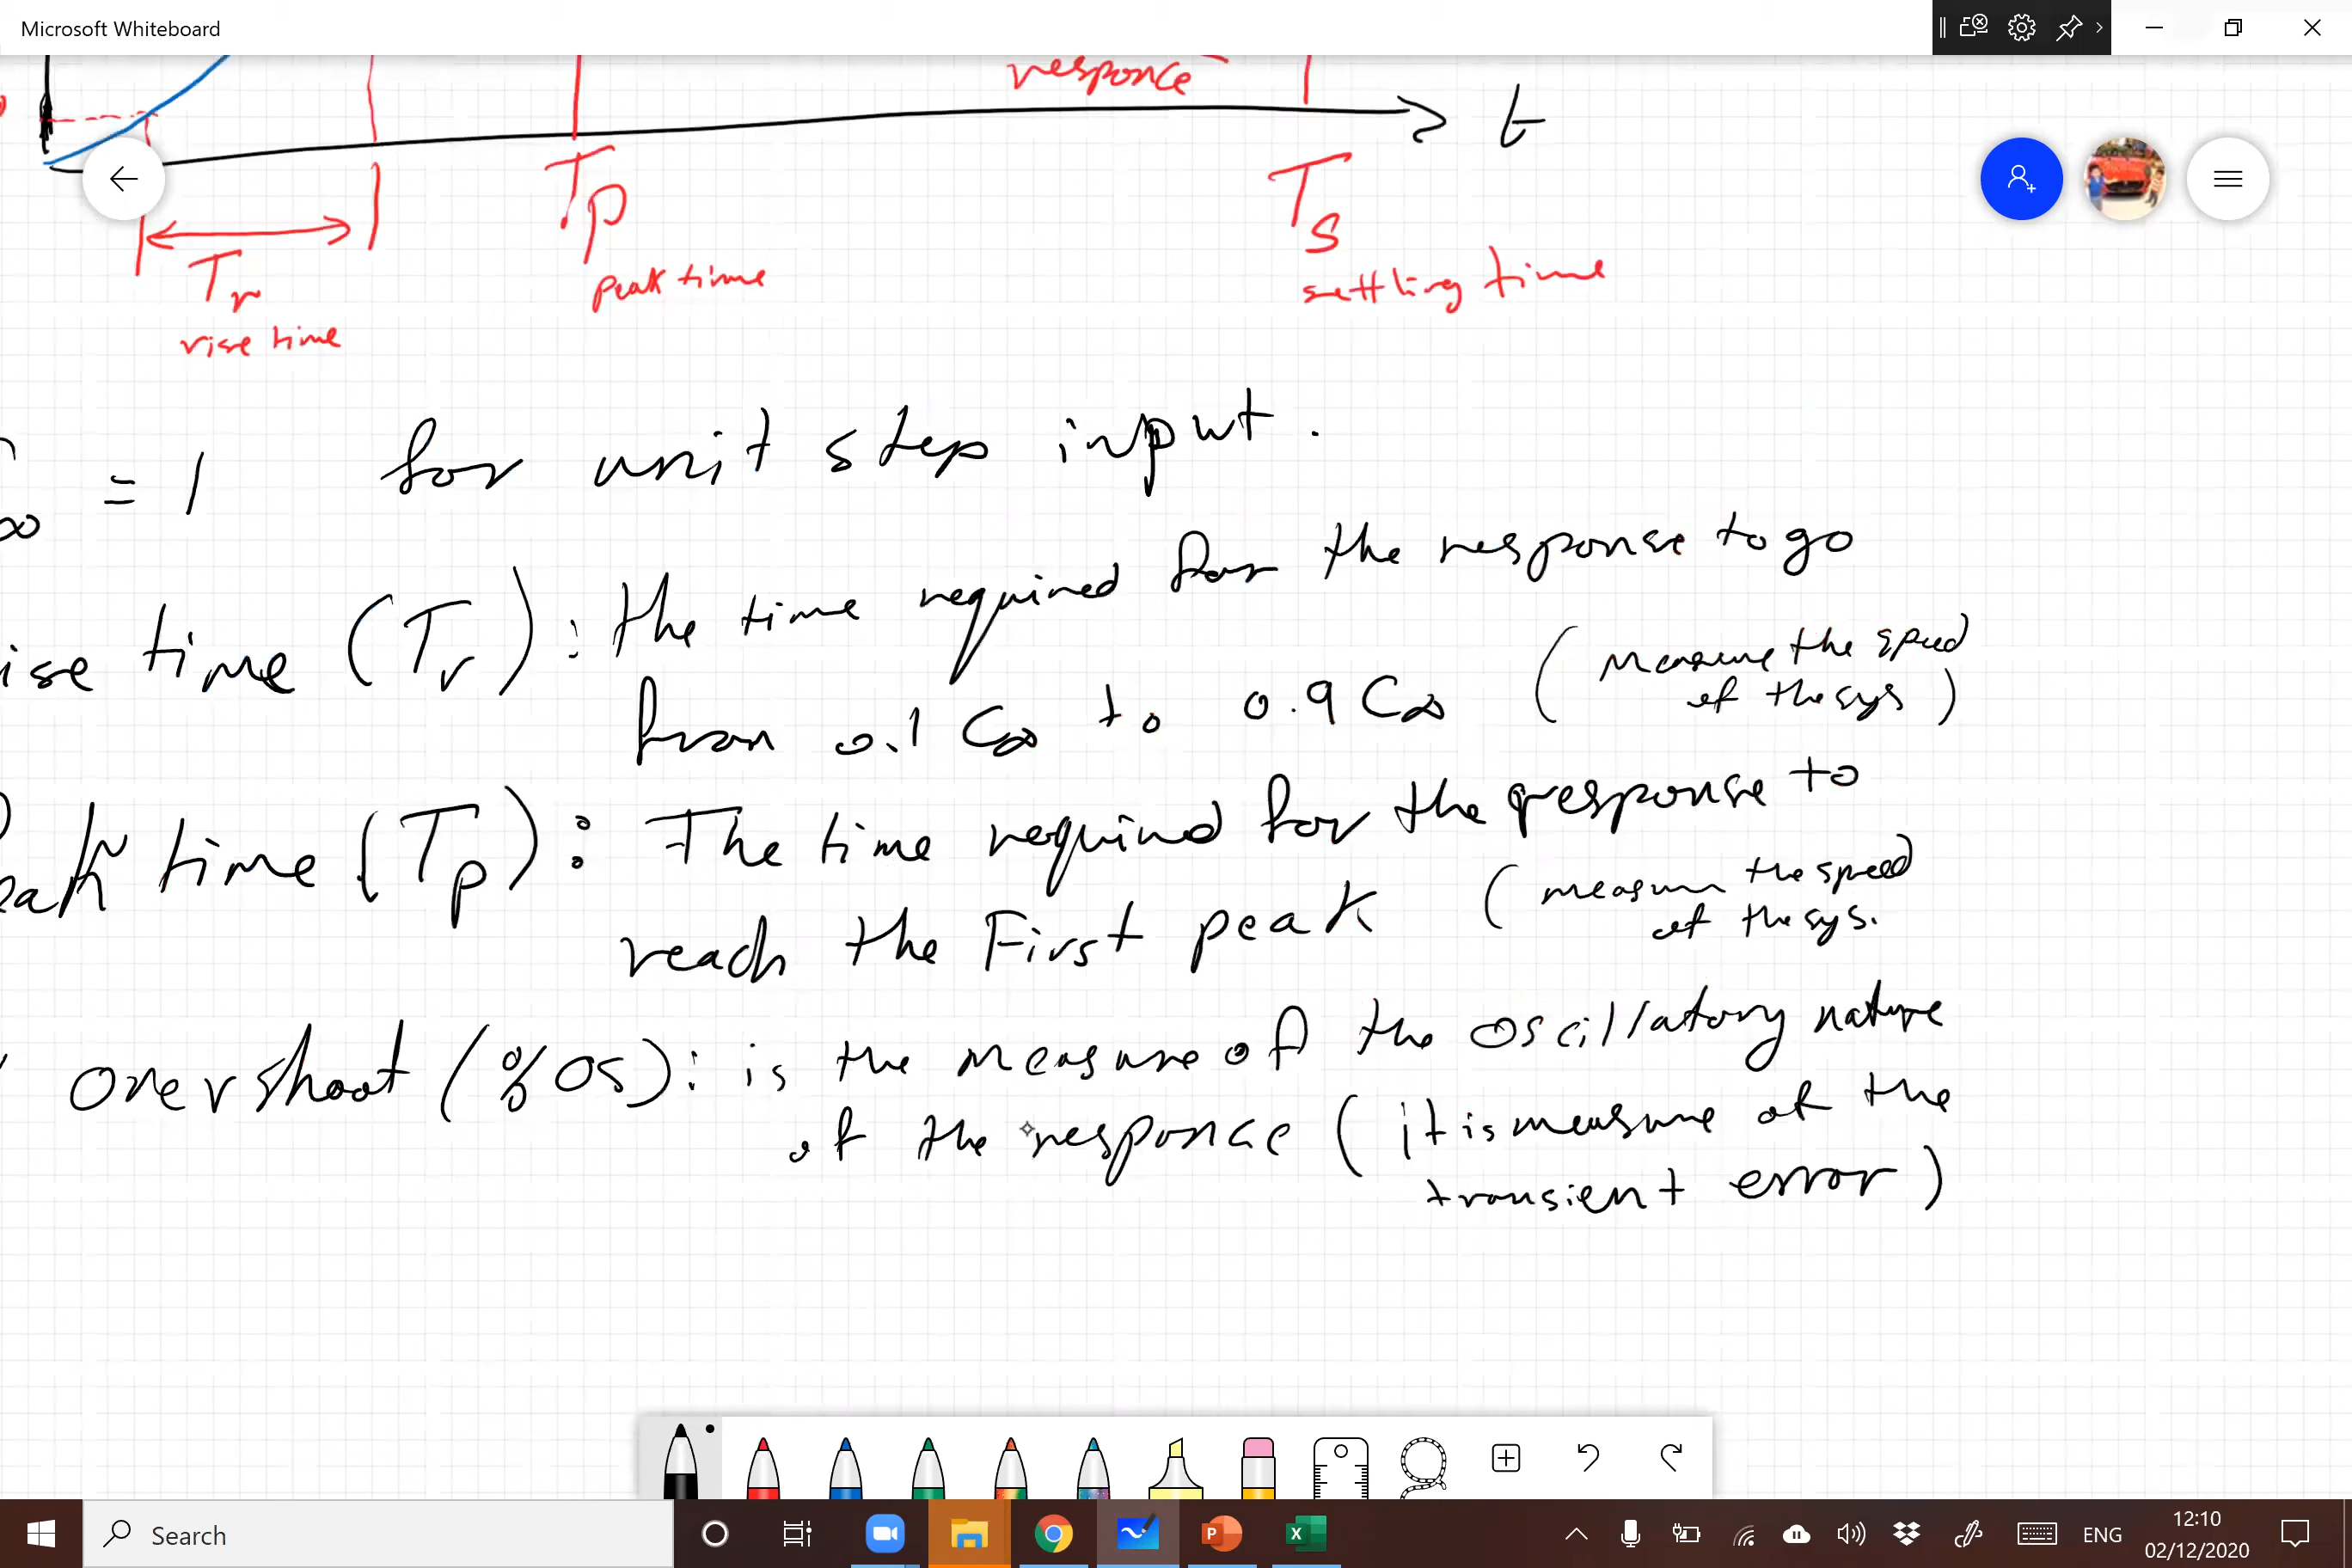 Microsoft Whiteboard
responce
t
Tr
rise time
Tp
peak time
Ts
settling time
∞ = 1 for unit step input.
ise time (Tr): the time required for the response to go
from 0.1 C∞ to 0.9 C∞ (measure the speed
of the sys)
eak time (Tp): The time required for the response to
reach the First peak (measure the speed
of the sys.
overshoot (%OS): is the measure of the oscillatory nature
of the response (it is measure of the
transient error)
Search
ENG
12:10
02/12/2020